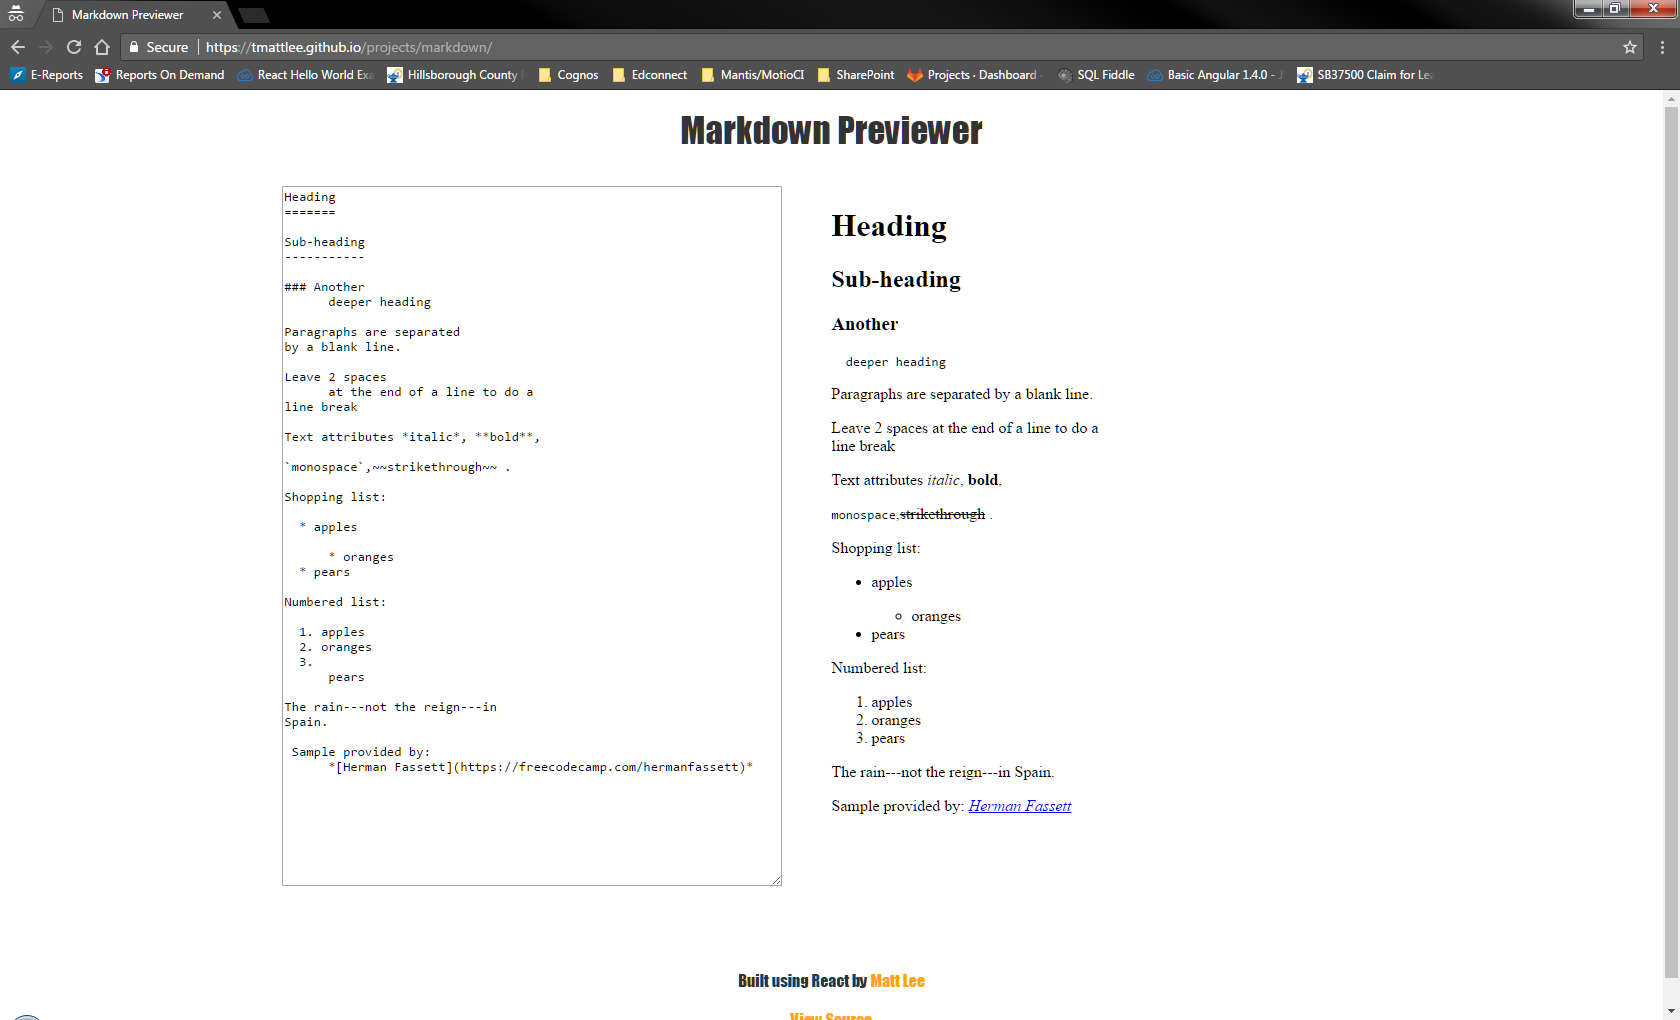 Markdown Previewer
Secure https://tmattlee.github.io/projects/markdown/
E-Reports Reports On Demand React Hello World Exa Hillsborough County Cognos Edconnect Mantis/MotioCI SharePoint Projects · Dashboard · SQL Fiddle Basic Angular 1.4.0 - SB37500 Claim for Lea
Markdown Previewer
Heading
=======
Sub-heading
-----------
### Another
deeper heading
Paragraphs are separated
by a blank line.
Leave 2 spaces
at the end of a line to do a
line break
Text attributes *italic*, **bold**,
`monospace`,~~strikethrough~~ .
Shopping list:
* apples
* oranges
* pears
Numbered list:
1. apples
2. oranges
3.
pears
The rain---not the reign---in
Spain.
Sample provided by:
*[Herman Fassett](https://freecodecamp.com/hermanfassett)*
Heading
Sub-heading
Another
deeper heading
Paragraphs are separated by a blank line.
Leave 2 spaces at the end of a line to do a
line break
Text attributes italic, bold,
monospace,strikethrough .
Shopping list:
• apples
◦ oranges
• pears
Numbered list:
1. apples
2. oranges
3. pears
The rain---not the reign---in Spain.
Sample provided by: Herman Fassett
Built using React by Matt Lee
View Source